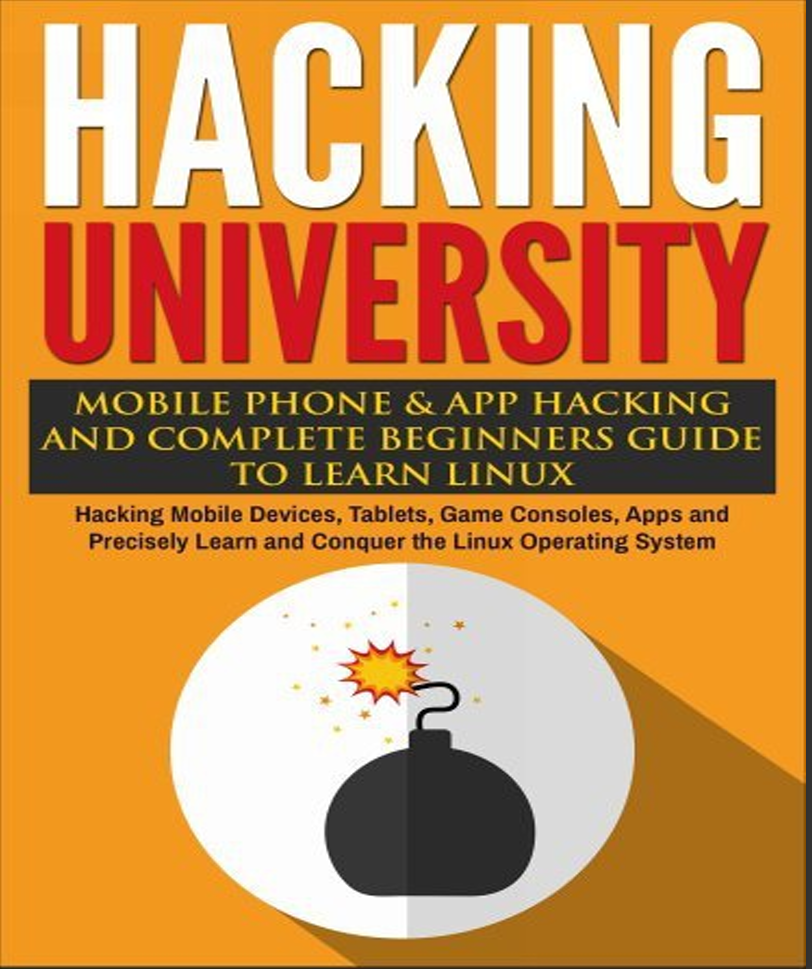 HACKING
UNIVERSITY
MOBILE PHONE & APP HACKING
AND COMPLETE BEGINNERS GUIDE
TO LEARN LINUX
Hacking Mobile Devices, Tablets, Game Consoles, Apps and
Precisely Learn and Conquer the Linux Operating System